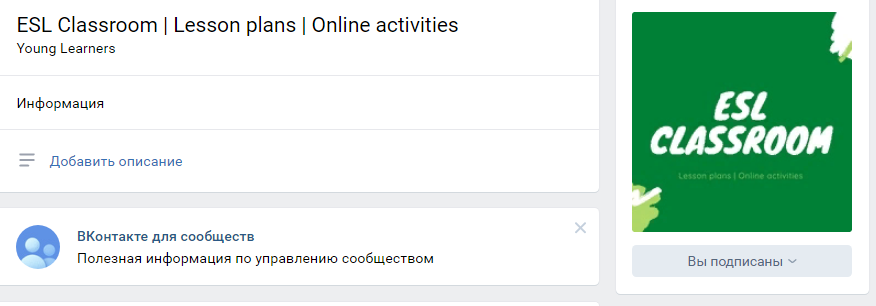 ESL Classroom | Lesson plans | Online activities
Young Learners
Информация
Добавить описание
ВКонтакте для сообществ
Полезная информация по управлению сообществом
ESL
CLASSROOM
Lesson plans | Online activities
Вы подписаны